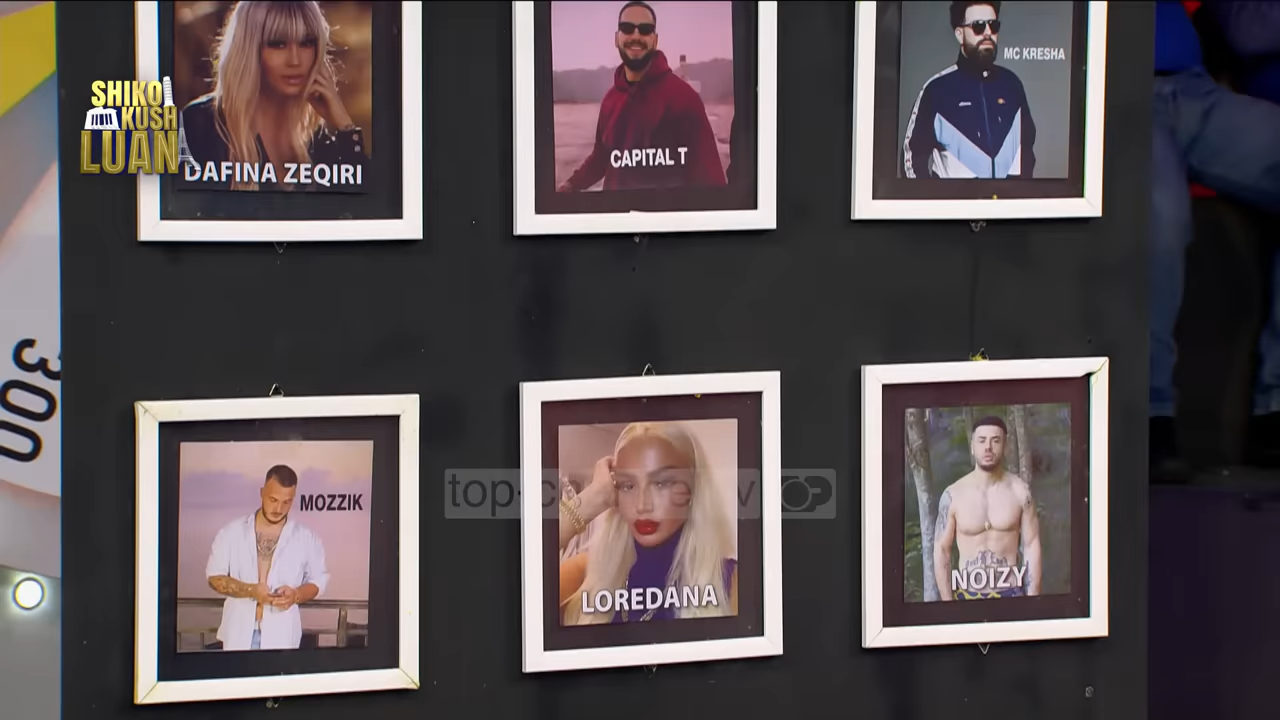 SHIKO
KUSH
LUAN
DAFINA ZEQIRI
CAPITAL T
MC KRESHA
300
MOZZIK
LOREDANA
NOIZY